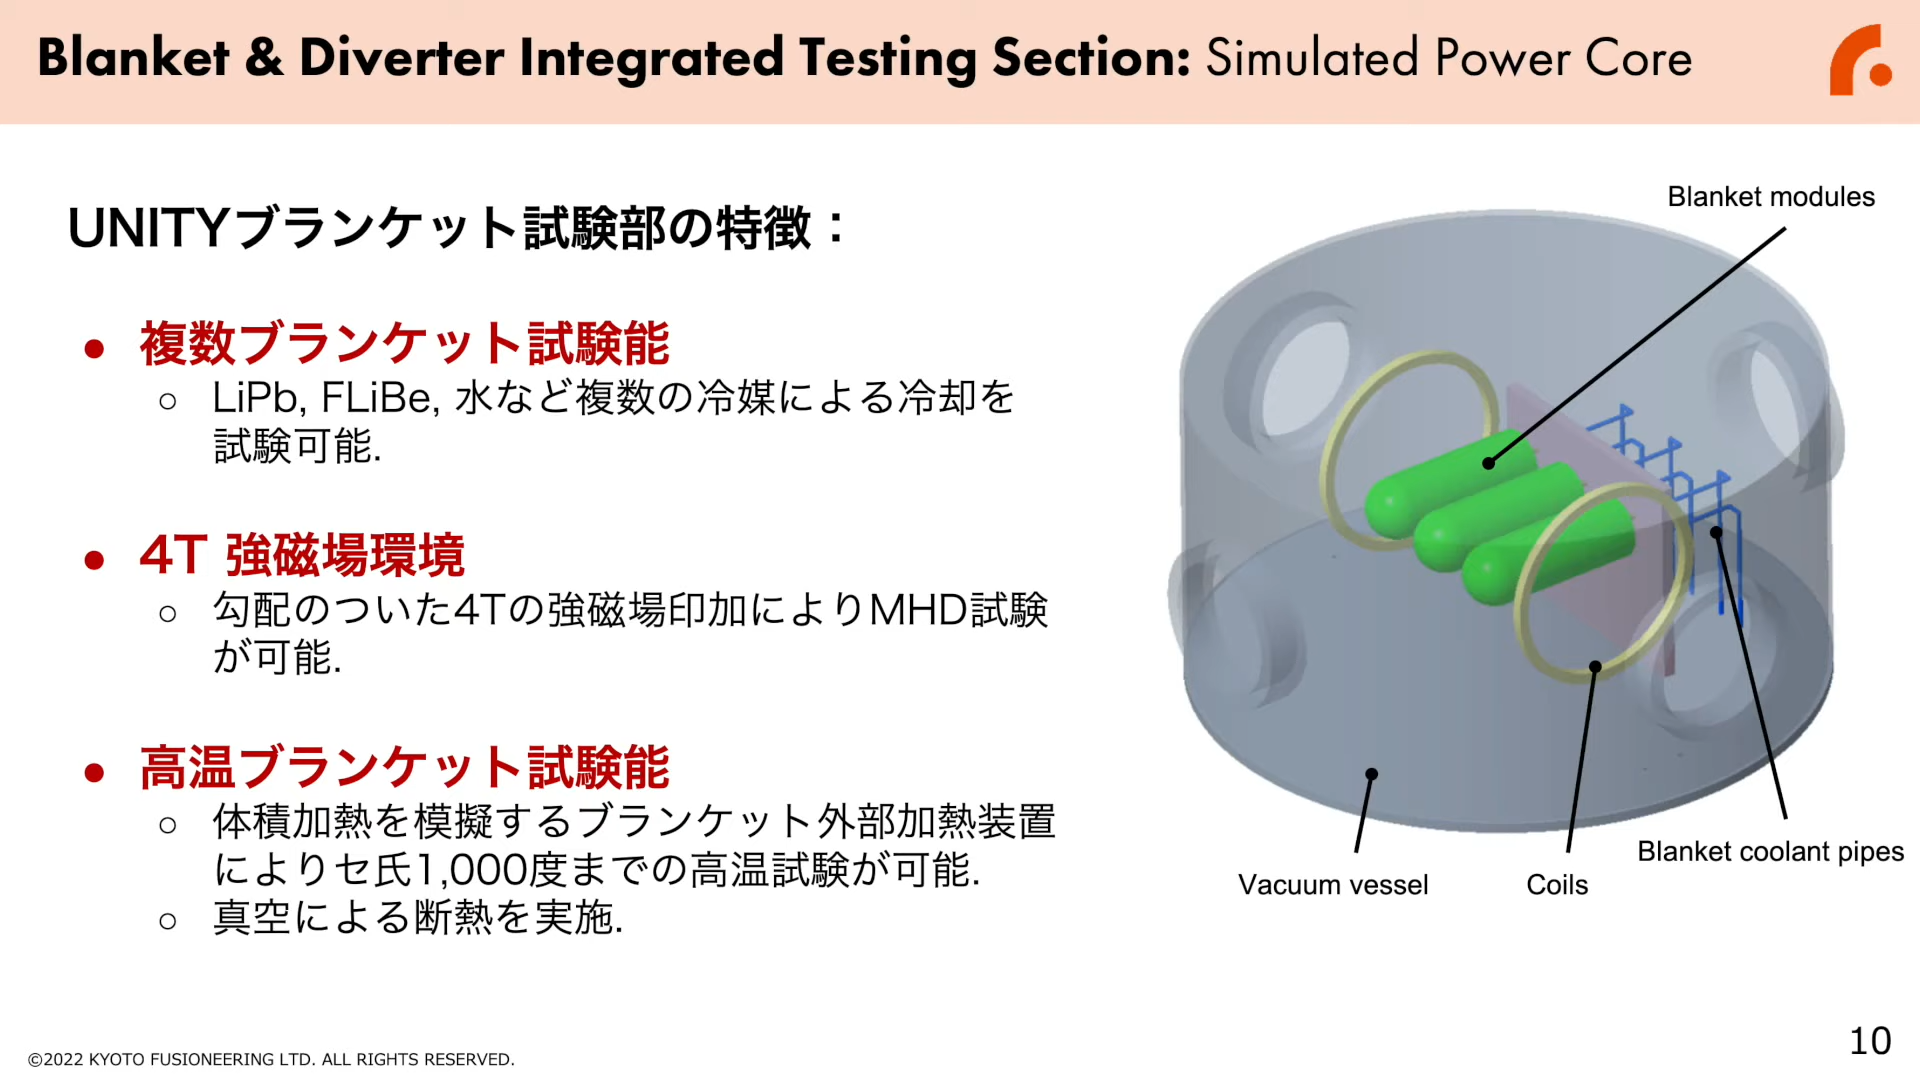 Blanket & Diverter Integrated Testing Section: Simulated Power Core
UNITYブランケット試験部の特徴：
● 複数ブランケット試験能
○ LiPb, FLiBe, 水など複数の冷媒による冷却を
試験可能.
● 4T 強磁場環境
○ 勾配のついた4Tの強磁場印加によりMHD試験
が可能.
● 高温ブランケット試験能
○ 体積加熱を模擬するブランケット外部加熱装置
によりセ氏1,000度までの高温試験が可能.
○ 真空による断熱を実施.
Blanket modules
Blanket coolant pipes
Vacuum vessel
Coils
©2022 KYOTO FUSIONEERING LTD. ALL RIGHTS RESERVED.
10